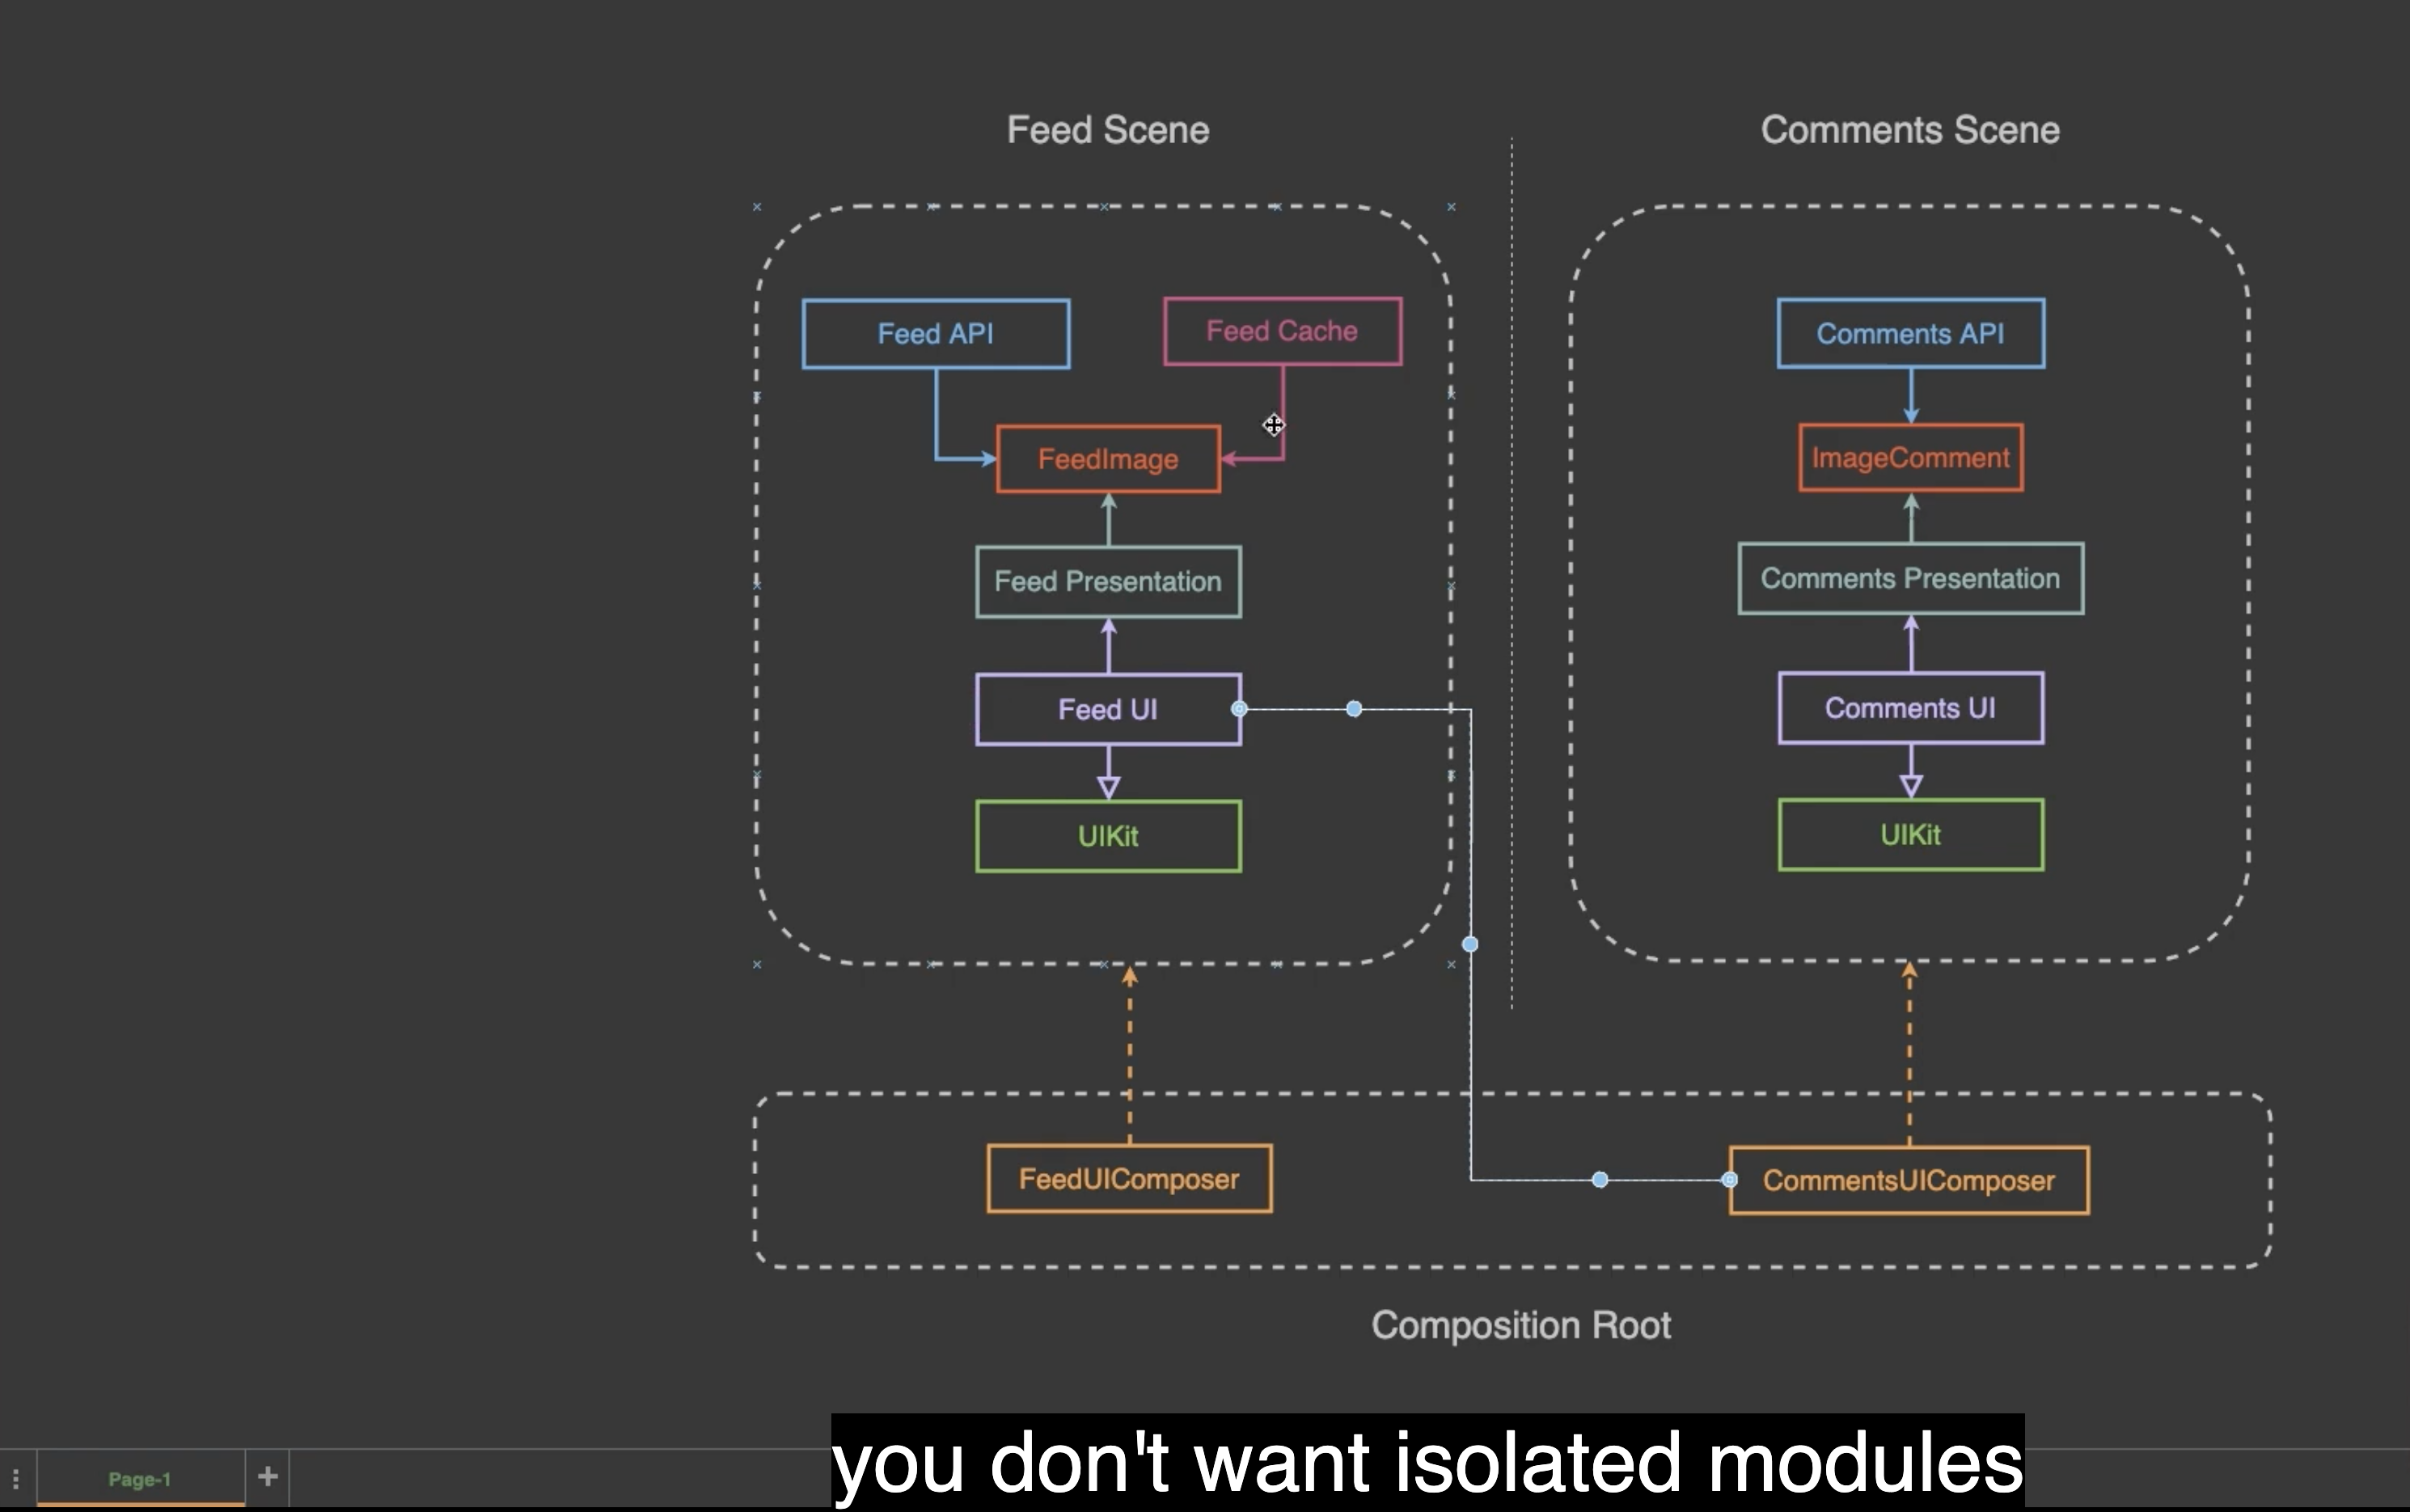 Feed Scene
Comments Scene
Feed API
Feed Cache
Comments API
FeedImage
ImageComment
Feed Presentation
Comments Presentation
Feed UI
Comments UI
UIKit
UIKit
FeedUIComposer
CommentsUIComposer
Composition Root
you don't want isolated modules
Page-1